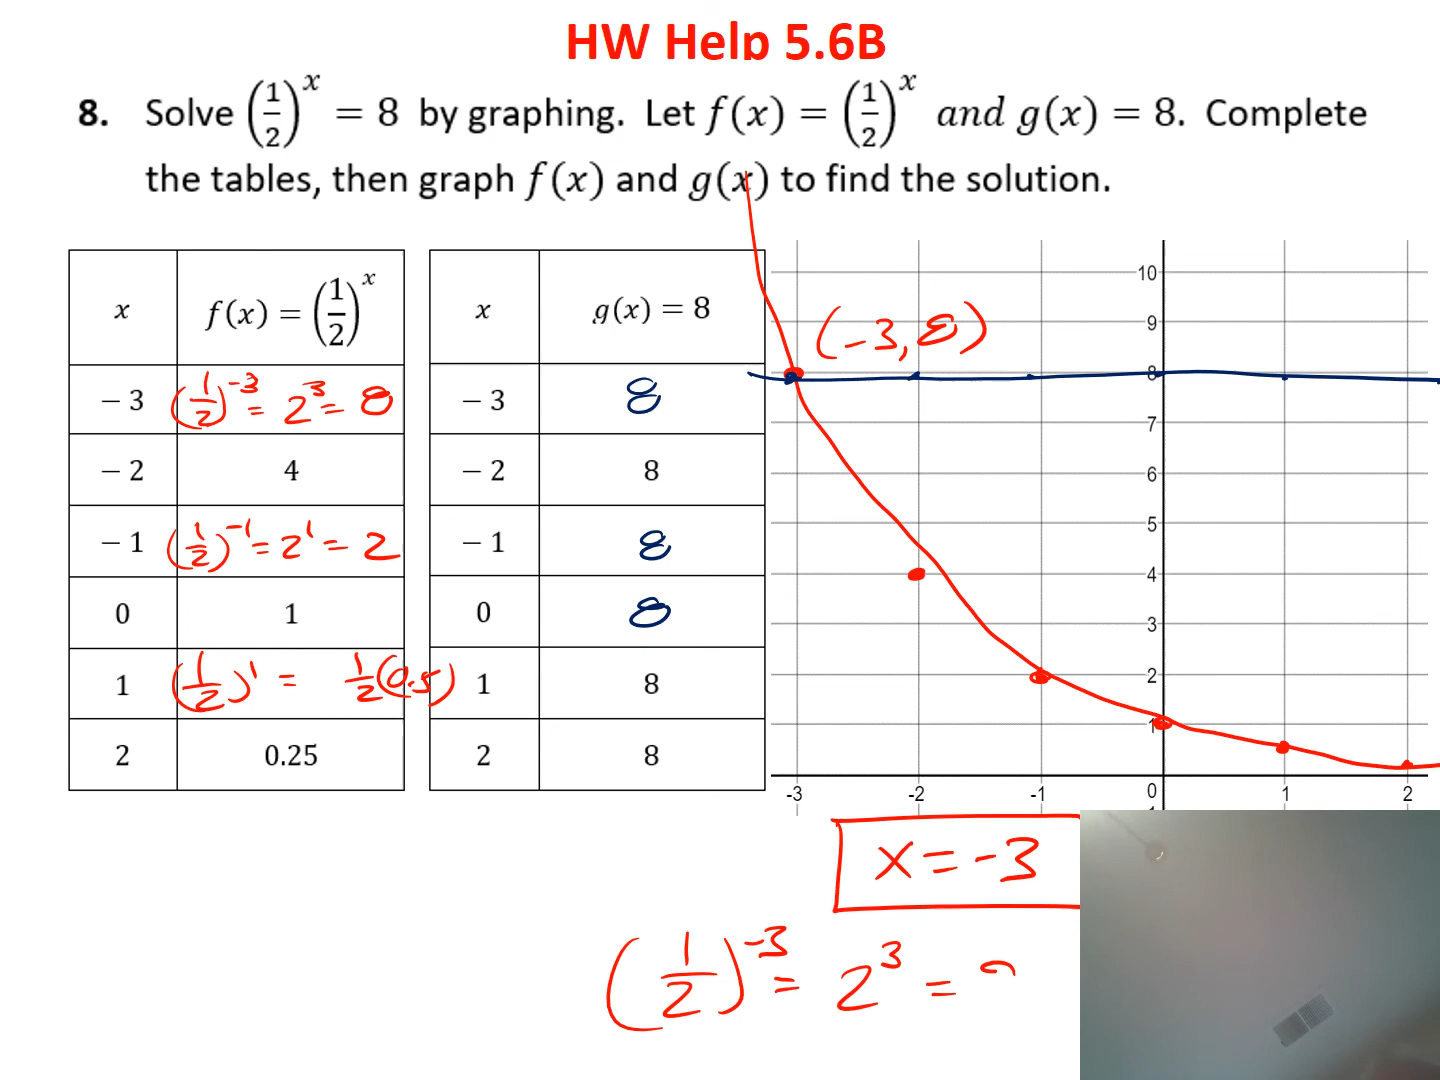 HW Help 5.6B
8. Solve (1/2)^x = 8 by graphing. Let f(x) = (1/2)^x and g(x) = 8. Complete
the tables, then graph f(x) and g(x) to find the solution.
x f(x) = (1/2)^x
−3 (1/2)^-3 = 2^3 = 8
−2 4
−1 (1/2)^-1 = 2^1 = 2
0 1
1 (1/2)^1 = 1/2 (0.5)
2 0.25
x g(x) = 8
−3 8
−2 8
−1 8
0 8
1 8
2 8
(-3, 8)
10
9
8
7
6
5
4
3
2
1
-3 -2 -1 0 1 2
x = -3
(1/2)^-3 = 2^3 =